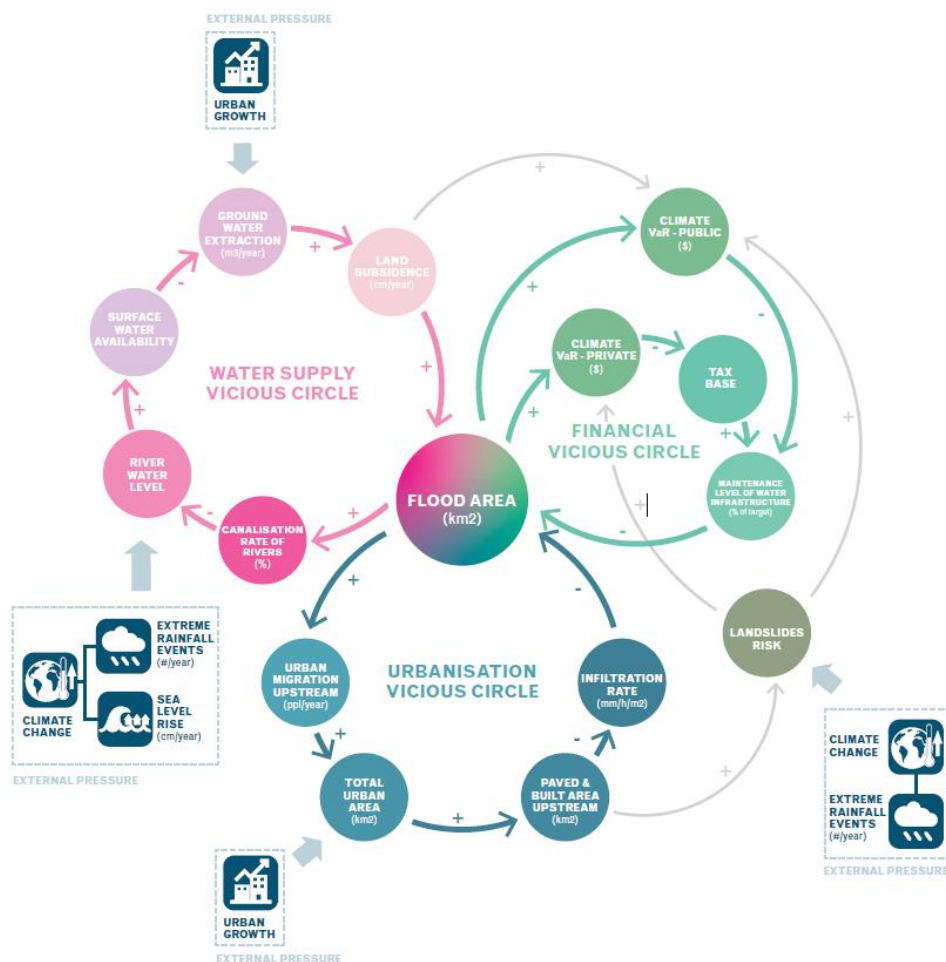 EXTERNAL PRESSURE
URBAN
GROWTH
GROUND
WATER
EXTRACTION
(m3/year)
+
LAND
SUBSIDENCE
(cm/year)
+
CLIMATE
VaR - PUBLIC
($)
-
SURFACE
WATER
AVAILABILITY
+
+
-
WATER SUPPLY
VICIOUS CIRCLE
CLIMATE
VaR - PRIVATE
($)
-
TAX
BASE
+
+
+
+
FINANCIAL
VICIOUS CIRCLE
RIVER
WATER
LEVEL
FLOOD AREA
(km2)
MAINTENANCE
LEVEL OF WATER
INFRASTRUCTURE
(% of target)
+
-
CANALISATION
RATE OF
RIVERS
(%)
+
-
+
-
EXTREME
RAINFALL
EVENTS
(#/year)
CLIMATE
CHANGE
SEA
LEVEL
RISE
(cm/year)
EXTERNAL PRESSURE
URBAN
MIGRATION
UPSTREAM
(ppl/year)
URBANISATION
VICIOUS CIRCLE
INFILTRATION
RATE
(mm/h/m2)
LANDSLIDES
RISK
+
-
TOTAL
URBAN
AREA
(km2)
+
PAVED &
BUILT AREA
UPSTREAM
(km2)
+
CLIMATE
CHANGE
EXTREME
RAINFALL
EVENTS
(#/year)
EXTERNAL PRESSURE
URBAN
GROWTH
EXTERNAL PRESSURE